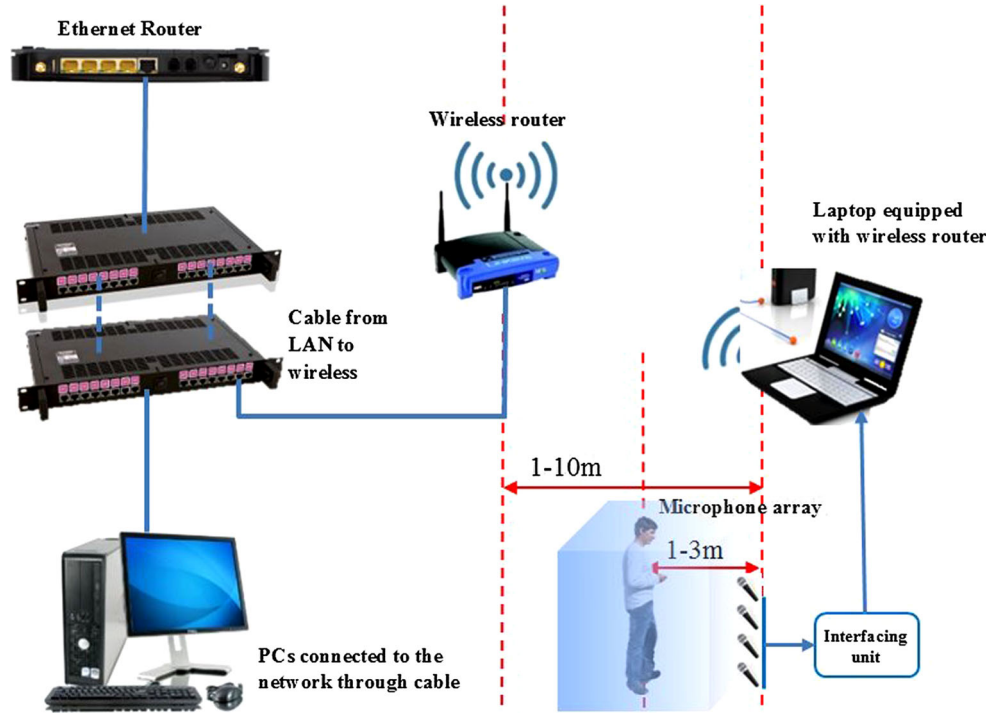 Ethernet Router
Wireless router
Laptop equipped
with wireless router
Cable from
LAN to
wireless
1-10m
Microphone array
1-3m
Interfacing
unit
PCs connected to the
network through cable